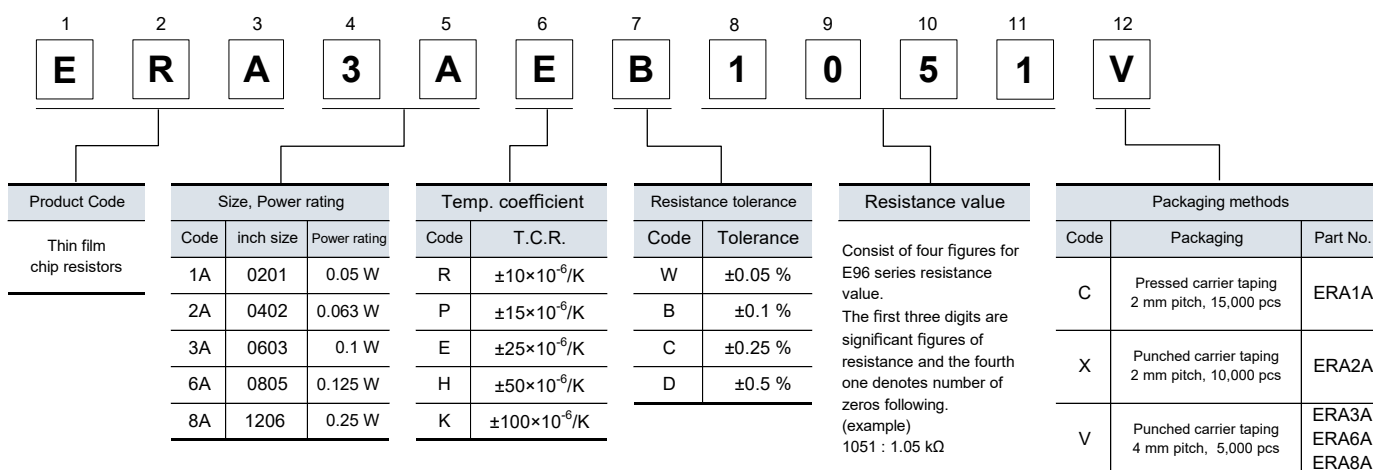 1 2 3 4 5 6 7 8 9 10 11 12
E R A 3 A E B 1 0 5 1 V
Product Code
Thin film
chip resistors
Size, Power rating
Code inch size Power rating
1A 0201 0.05 W
2A 0402 0.063 W
3A 0603 0.1 W
6A 0805 0.125 W
8A 1206 0.25 W
Temp. coefficient
Code T.C.R.
R ±10×10⁻⁶/K
P ±15×10⁻⁶/K
E ±25×10⁻⁶/K
H ±50×10⁻⁶/K
K ±100×10⁻⁶/K
Resistance tolerance
Code Tolerance
W ±0.05 %
B ±0.1 %
C ±0.25 %
D ±0.5 %
Resistance value
Consist of four figures for
E96 series resistance
value.
The first three digits are
significant figures of
resistance and the fourth
one denotes number of
zeros following.
(example)
1051 : 1.05 kΩ
Packaging methods
Code Packaging Part No.
C Pressed carrier taping
2 mm pitch, 15,000 pcs ERA1A
X Punched carrier taping
2 mm pitch, 10,000 pcs ERA2A
V Punched carrier taping
4 mm pitch, 5,000 pcs
ERA3A
ERA6A
ERA8A